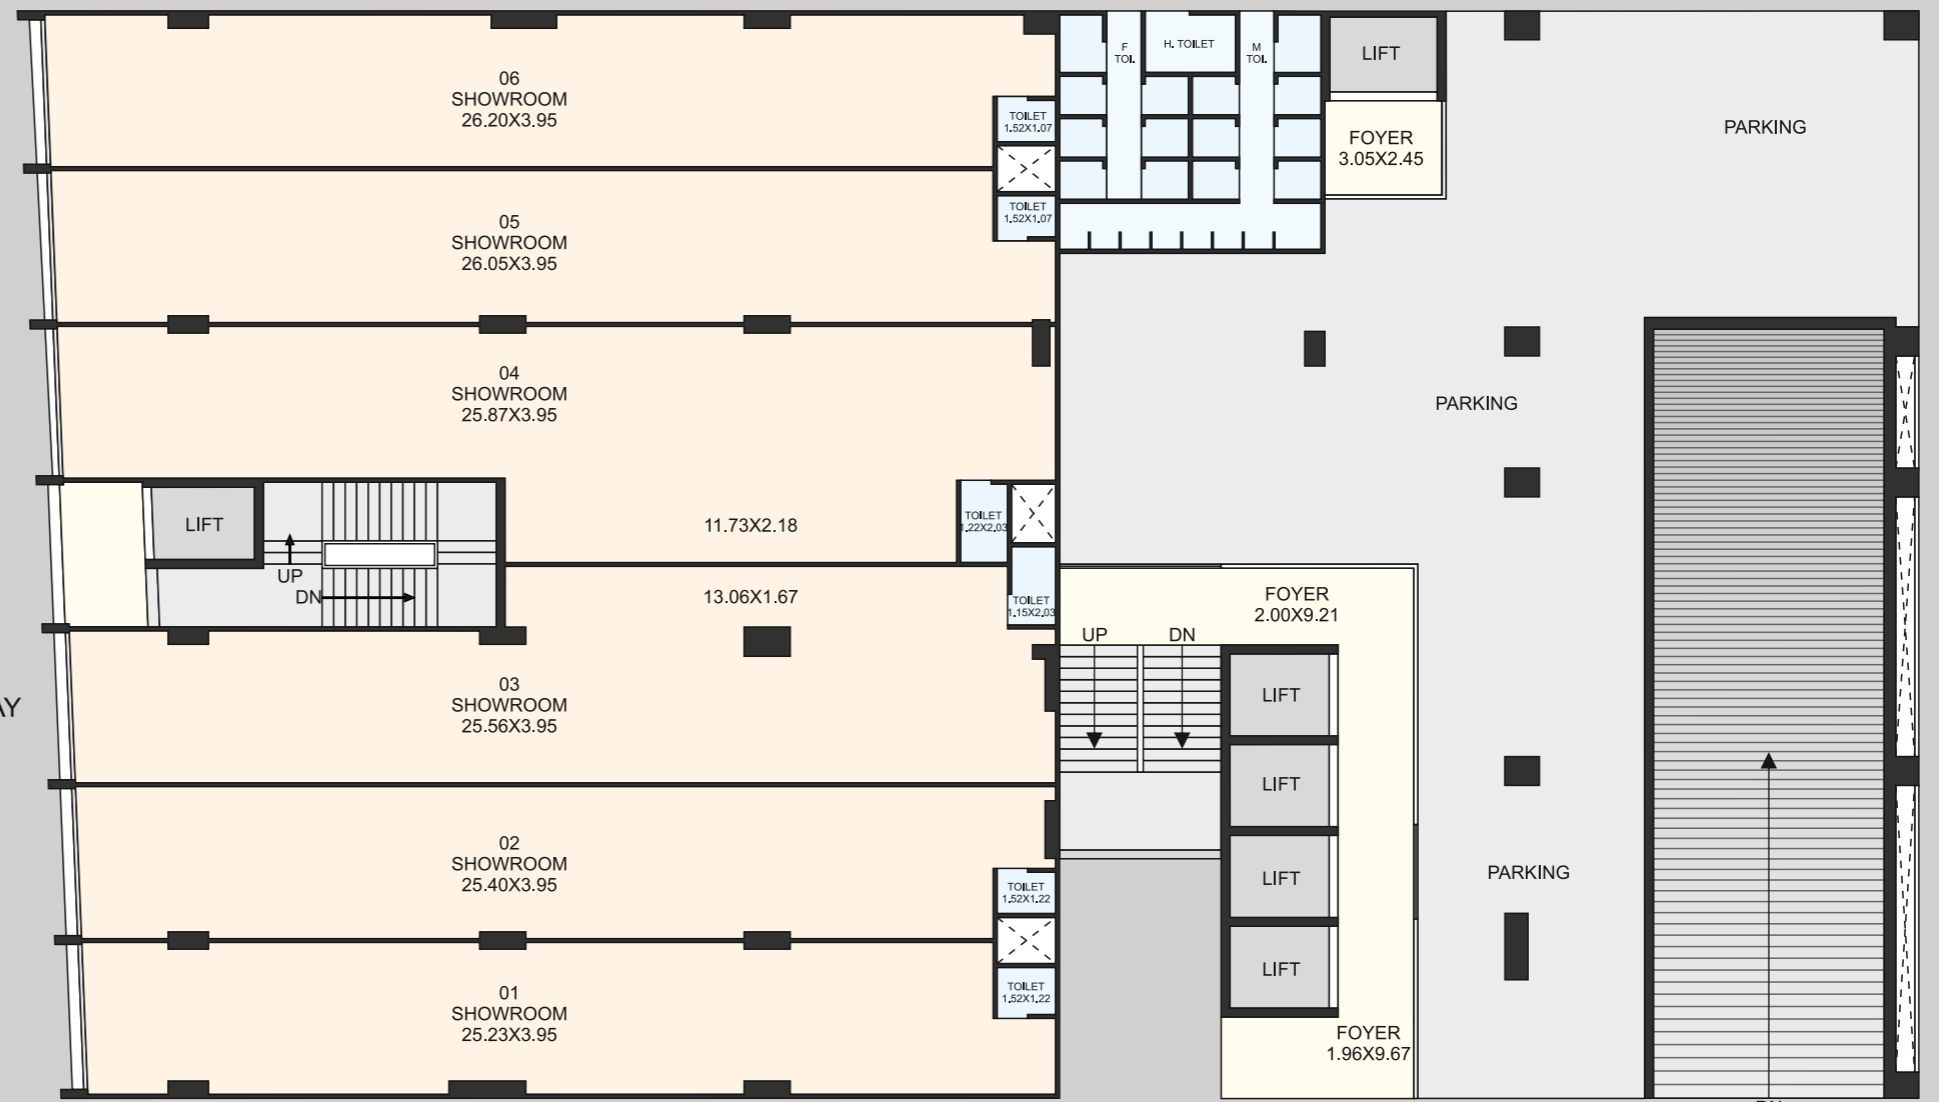 06
SHOWROOM
26.20X3.95
TOILET
1.52X1.07
F
TOI.
H. TOILET
M
TOI.
LIFT
FOYER
3.05X2.45
PARKING
05
SHOWROOM
26.05X3.95
TOILET
1.52X1.07
04
SHOWROOM
25.87X3.95
PARKING
LIFT
UP
DN
11.73X2.18
TOILET
1.22X2.03
13.06X1.67
TOILET
1.15X2.03
FOYER
2.00X9.21
UP
DN
LIFT
LIFT
LIFT
LIFT
03
SHOWROOM
25.56X3.95
02
SHOWROOM
25.40X3.95
TOILET
1.52X1.22
PARKING
01
SHOWROOM
25.23X3.95
TOILET
1.52X1.22
FOYER
1.96X9.67